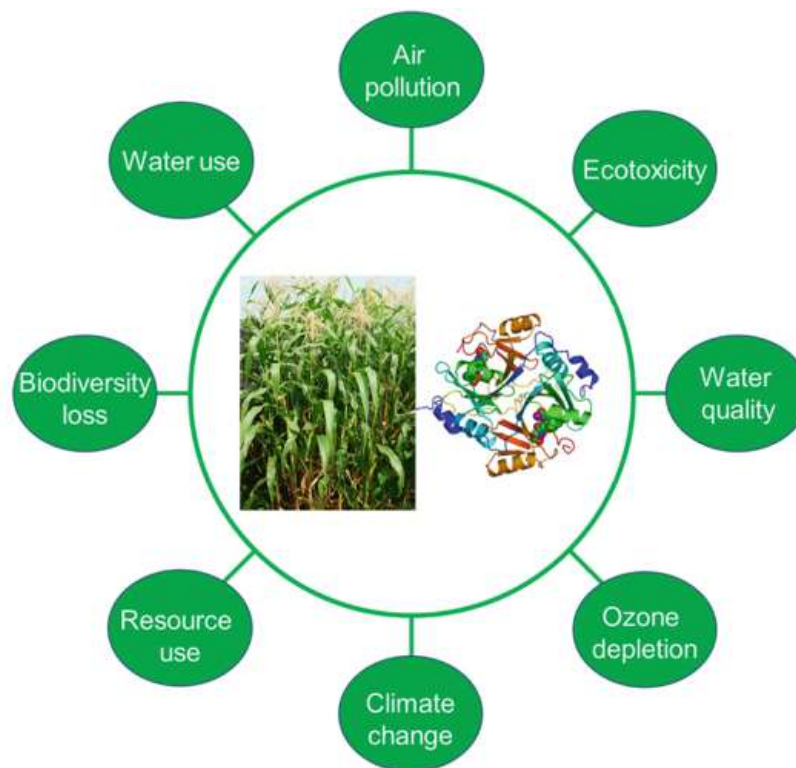 Air
pollution
Ecotoxicity
Water
quality
Ozone
depletion
Climate
change
Resource
use
Biodiversity
loss
Water use